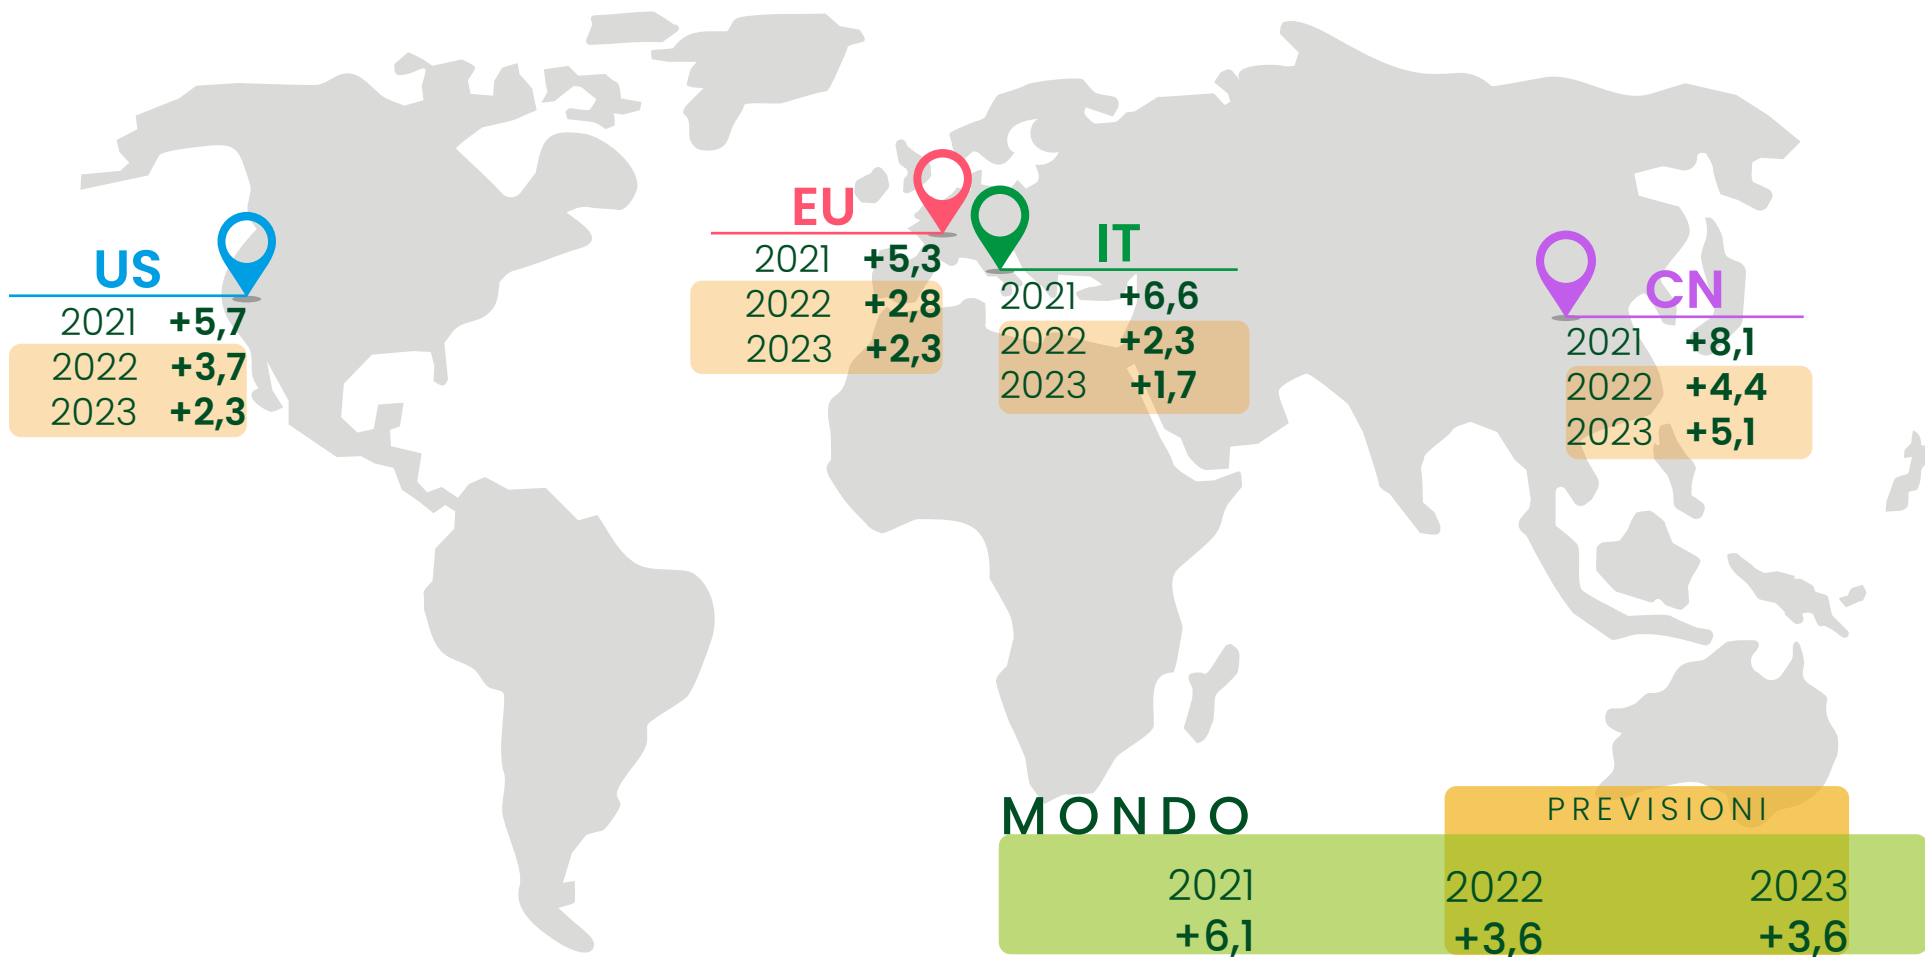 US
2021 +5,7
2022 +3,7
2023 +2,3
EU
2021 +5,3
2022 +2,8
2023 +2,3
IT
2021 +6,6
2022 +2,3
2023 +1,7
CN
2021 +8,1
2022 +4,4
2023 +5,1
MONDO
PREVISIONI
2021 2022 2023
+6,1 +3,6 +3,6